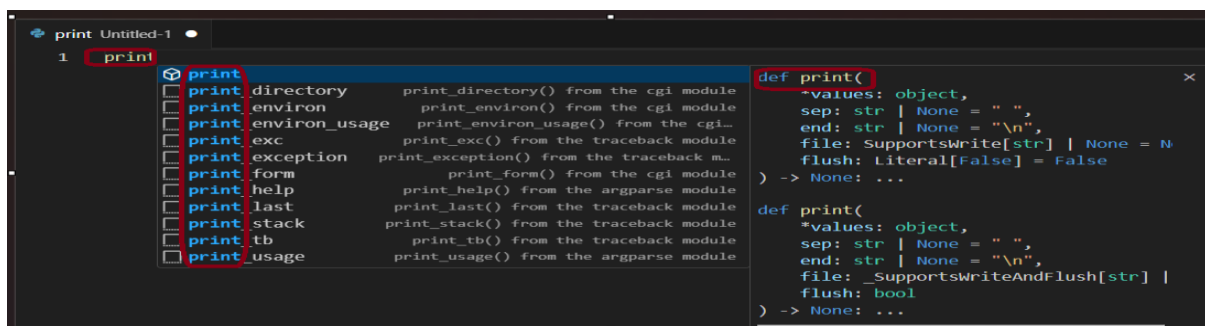 print Untitled-1
1 print
print
print_directory print_directory() from the cgi module
print_environ print_environ() from the cgi module
print_environ_usage print_environ_usage() from the cgi…
print_exc print_exc() from the traceback module
print_exception print_exception() from the traceback m…
print_form print_form() from the cgi module
print_help print_help() from the argparse module
print_last print_last() from the traceback module
print_stack print_stack() from the traceback module
print_tb print_tb() from the traceback module
print_usage print_usage() from the argparse module
def print(
*values: object,
sep: str | None = " ",
end: str | None = "\n",
file: SupportsWrite[str] | None = N
flush: Literal[False] = False
) -> None: ...
def print(
*values: object,
sep: str | None = " ",
end: str | None = "\n",
file: _SupportsWriteAndFlush[str] |
flush: bool
) -> None: ...